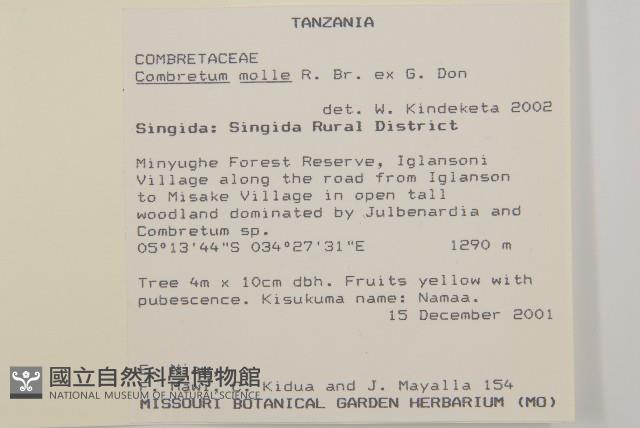 TANZANIA
COMBRETACEAE
Combretum molle R. Br. ex G. Don
det. W. Kindeketa 2002
Singida: Singida Rural District
Minyughe Forest Reserve, Iglansoni
Village along the road from Iglanson
to Misake Village in open tall
woodland dominated by Julbenardia and
Combretum sp.
05°13'44"S 034°27'31"E 1290 m
Tree 4m x 10cm dbh. Fruits yellow with
pubescence. Kisukuma name: Namaa.
15 December 2001
國立自然科學博物館
Kidua and J. Mayalla 154
NATIONAL MUSEUM OF NATURAL SCIENCE
MISSOURI BOTANICAL GARDEN HERBARIUM (MO)